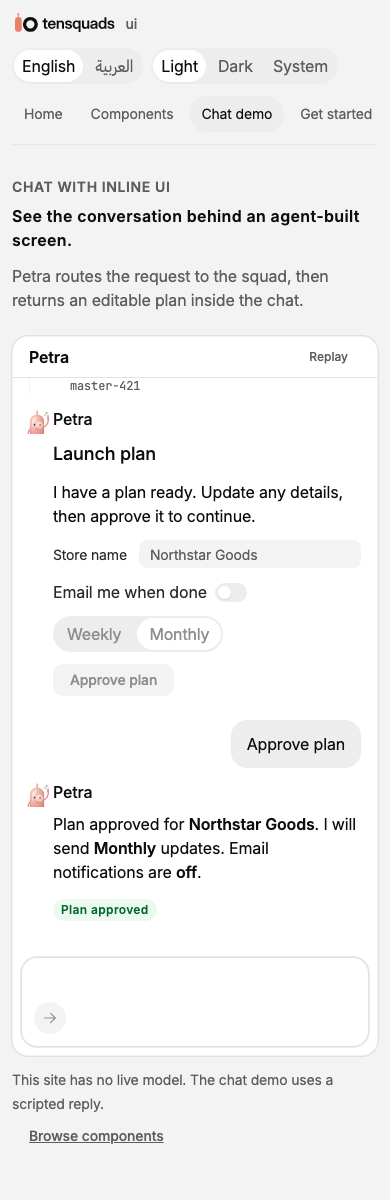 tensquads ui
English العربية Light Dark System
Home Components Chat demo Get started
CHAT WITH INLINE UI
See the conversation behind an agent-built
screen.
Petra routes the request to the squad, then
returns an editable plan inside the chat.
Petra Replay
master-421
Petra
Launch plan
I have a plan ready. Update any details,
then approve it to continue.
Store name Northstar Goods
Email me when done
Weekly Monthly
Approve plan
Approve plan
Petra
Plan approved for Northstar Goods. I will
send Monthly updates. Email
notifications are off.
Plan approved
This site has no live model. The chat demo uses a
scripted reply.
Browse components